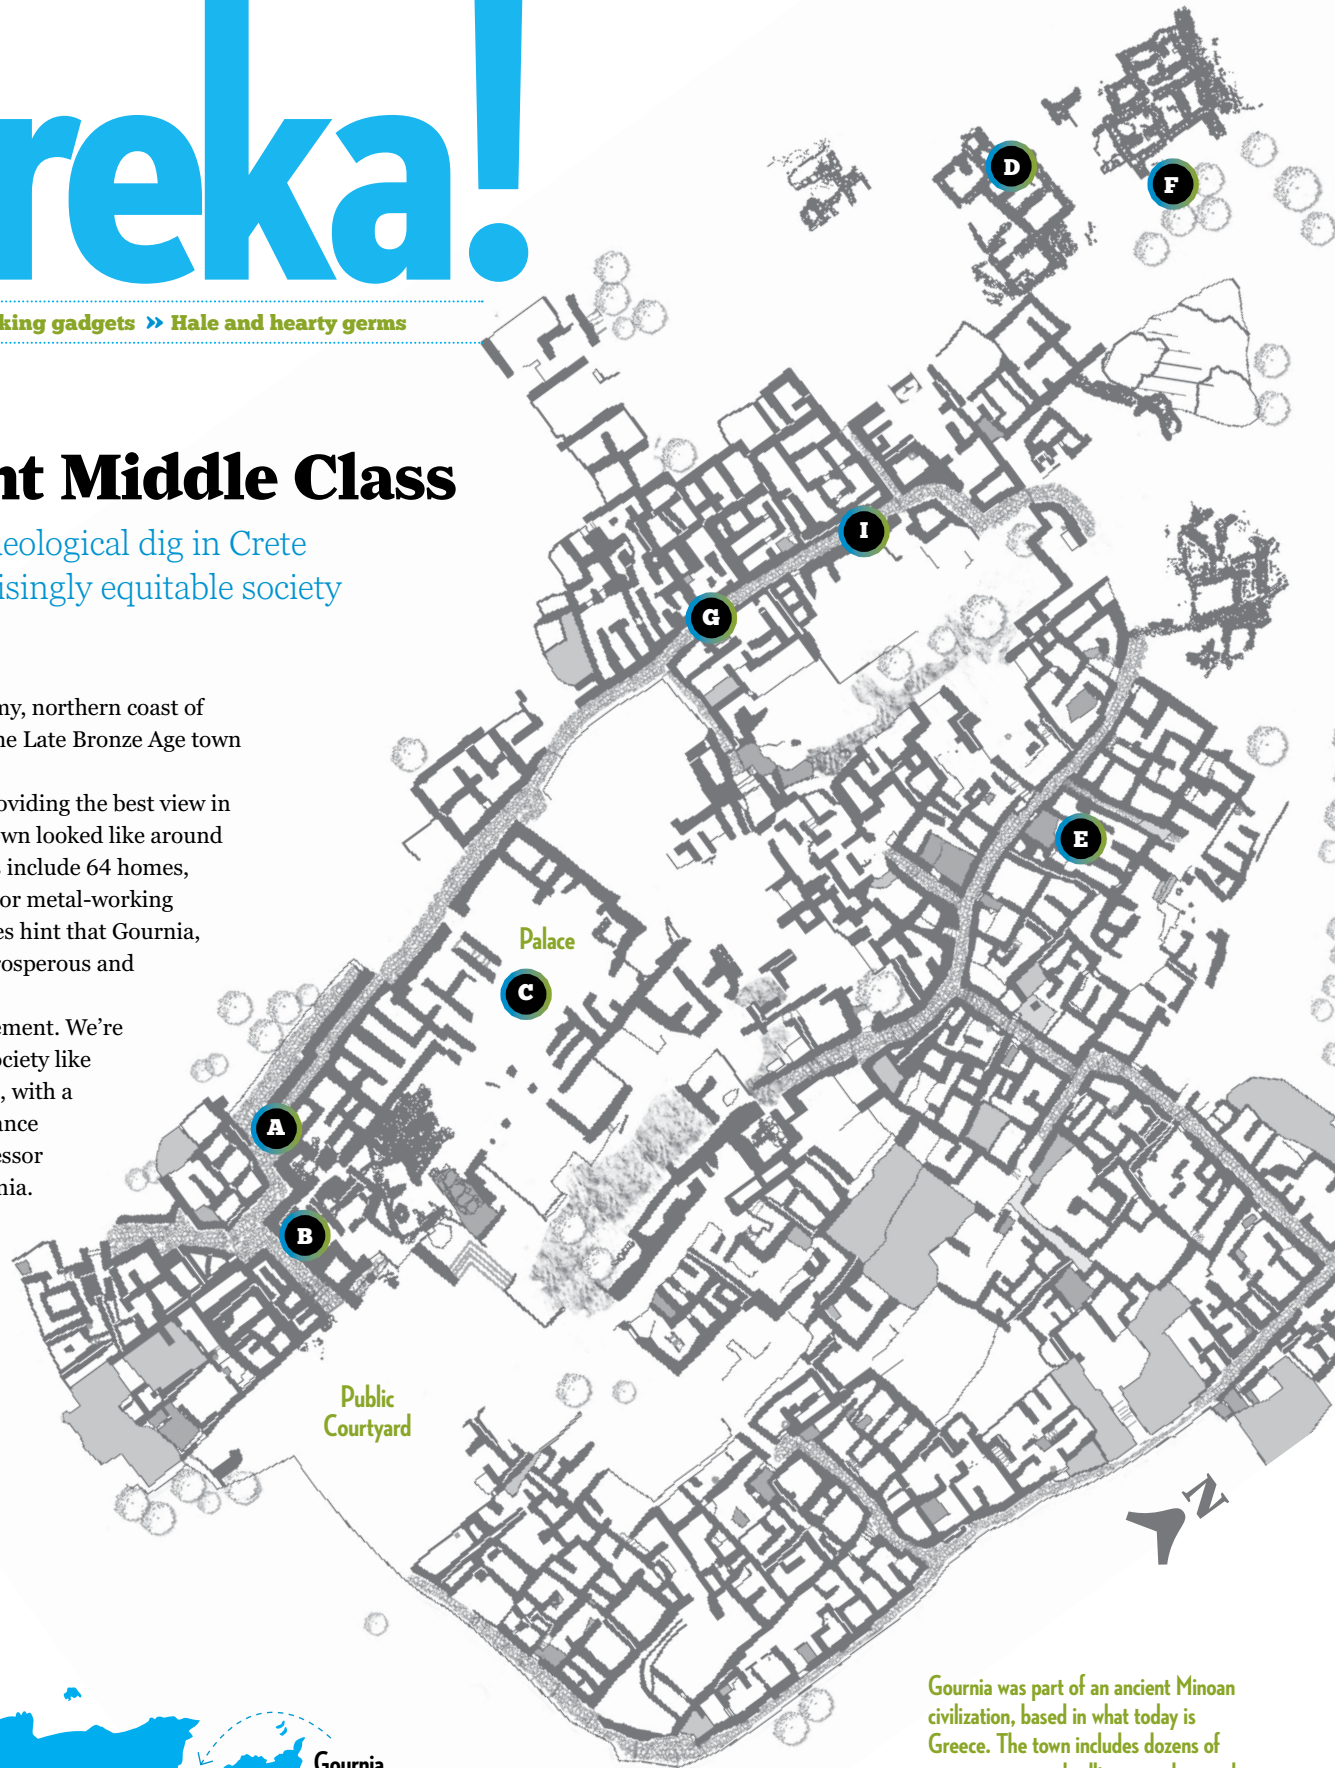 reka!
king gadgets » Hale and hearty germs
nt Middle Class
eological dig in Crete
isingly equitable society
ny, northern coast of
ne Late Bronze Age town
oviding the best view in
wn looked like around
s include 64 homes,
or metal-working
es hint that Gournia,
rosperous and
ement. We're
ociety like
, with a
ance
essor
nia.
D
F
I
G
E
Palace
C
A
B
Public
Courtyard
N
Gournia was part of an ancient Minoan
civilization, based in what today is
Greece. The town includes dozens of
Gournia